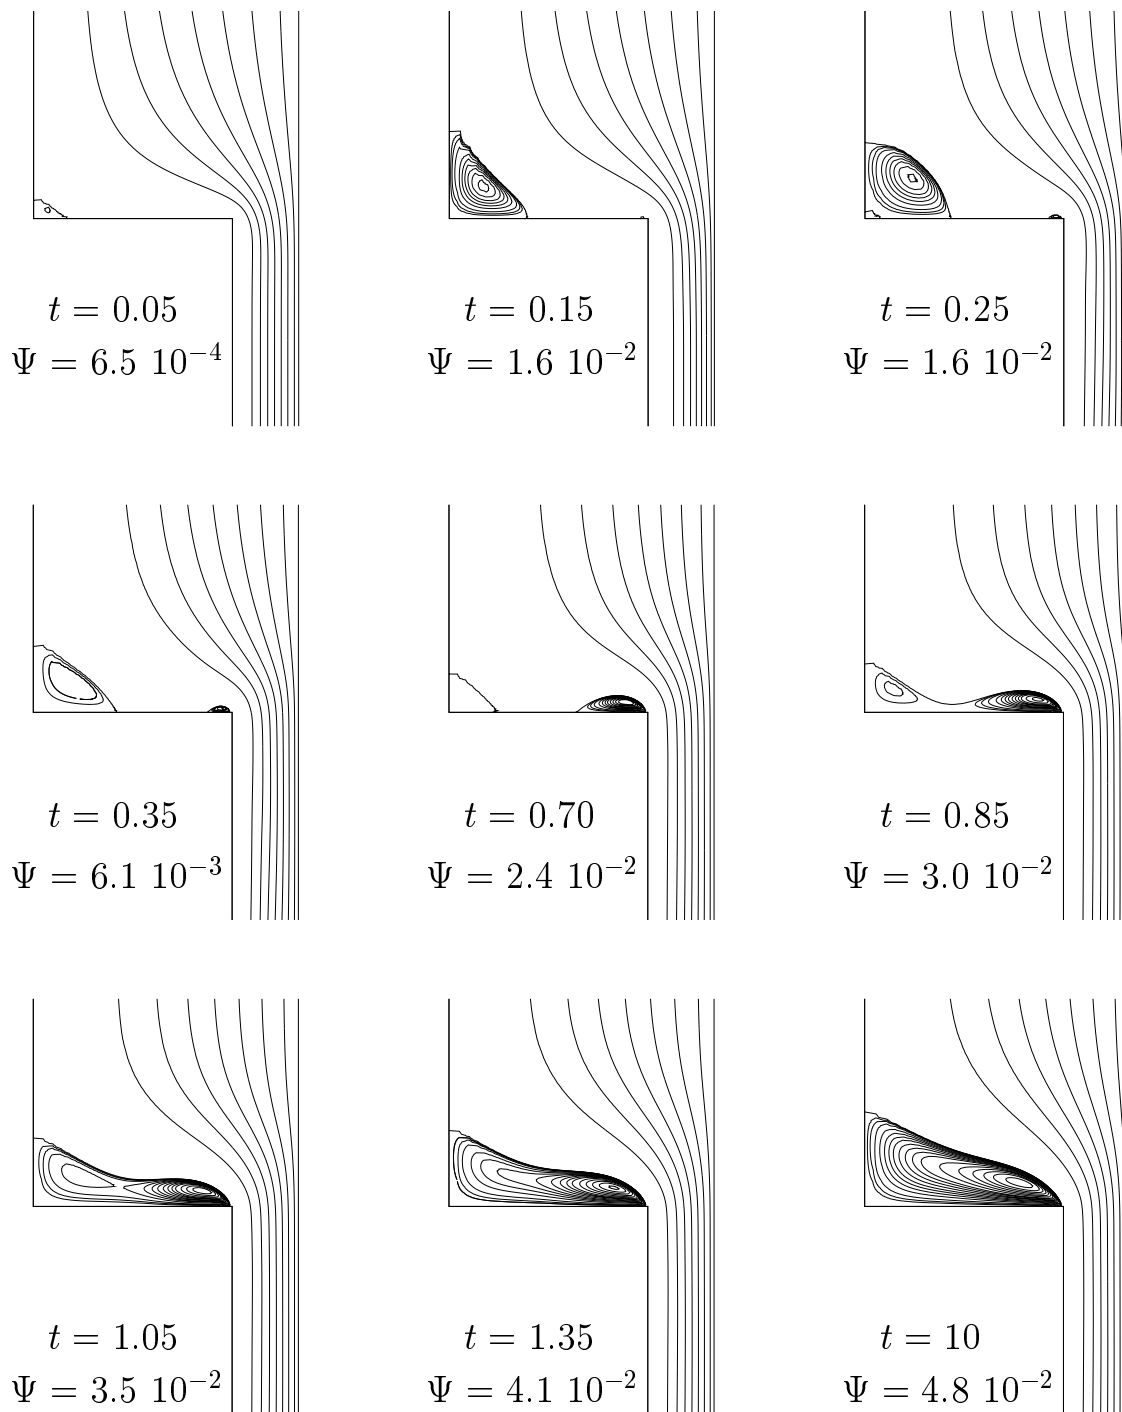 t = 0.05
Ψ = 6.5 10⁻⁴
t = 0.15
Ψ = 1.6 10⁻²
t = 0.25
Ψ = 1.6 10⁻²
t = 0.35
Ψ = 6.1 10⁻³
t = 0.70
Ψ = 2.4 10⁻²
t = 0.85
Ψ = 3.0 10⁻²
t = 1.05
Ψ = 3.5 10⁻²
t = 1.35
Ψ = 4.1 10⁻²
t = 10
Ψ = 4.8 10⁻²